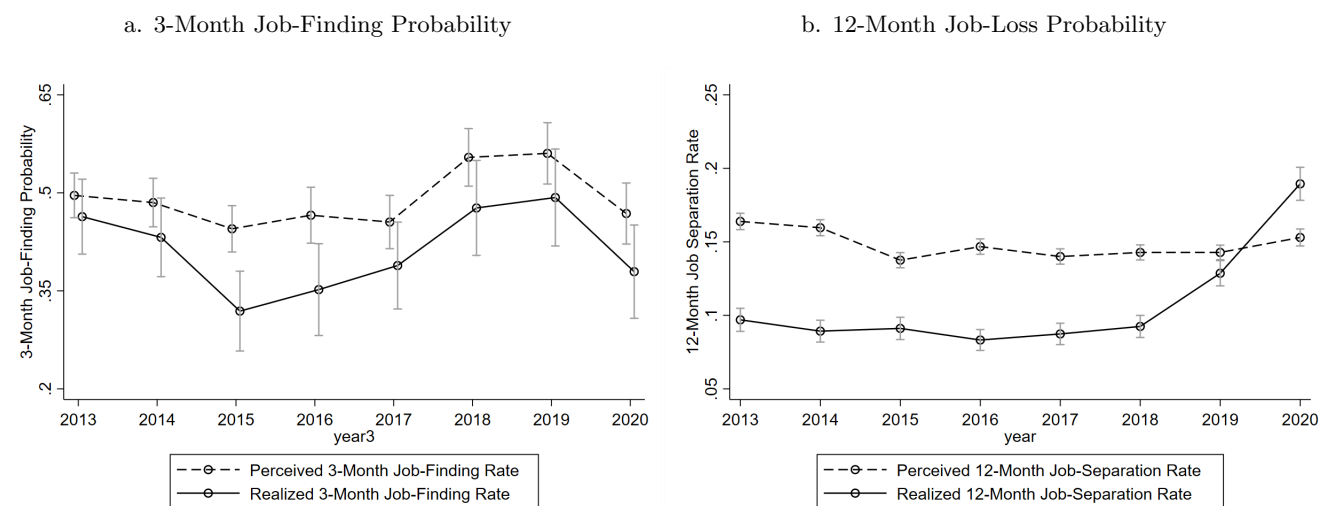 a. 3-Month Job-Finding Probability
3-Month Job-Finding Probability
.65
.5
.35
.2
2013 2014 2015 2016 2017 2018 2019 2020
year3
Perceived 3-Month Job-Finding Rate
Realized 3-Month Job-Finding Rate
b. 12-Month Job-Loss Probability
12-Month Job Separation Rate
.25
.2
.15
.1
.05
2013 2014 2015 2016 2017 2018 2019 2020
year
Perceived 12-Month Job-Separation Rate
Realized 12-Month Job-Separation Rate